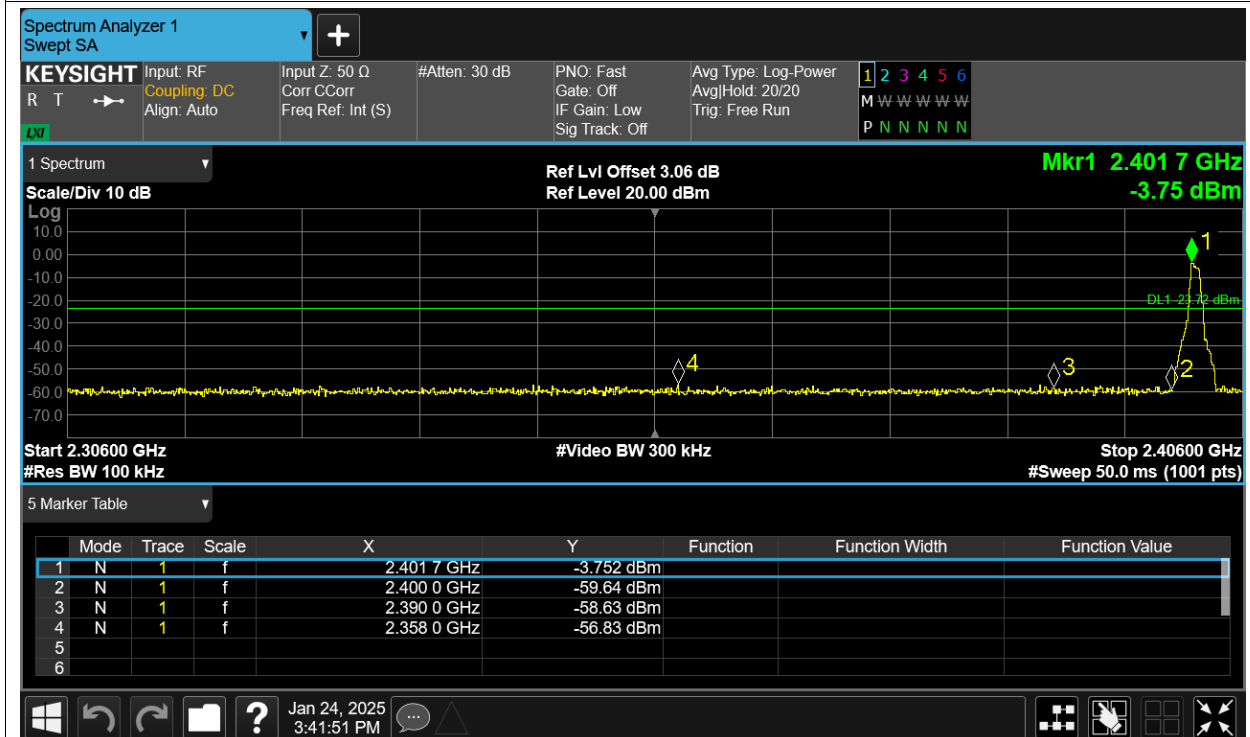 Spectrum Analyzer 1
Swept SA
+
KEYSIGHT
R T
LXI
Input: RF
Coupling: DC
Align: Auto
Input Z: 50 Ω
Corr CCorr
Freq Ref: Int (S)
#Atten: 30 dB
PNO: Fast
Gate: Off
IF Gain: Low
Sig Track: Off
Avg Type: Log-Power
Avg|Hold: 20/20
Trig: Free Run
1 2 3 4 5 6
M W W W W W
P N N N N N
1 Spectrum
Scale/Div 10 dB
Ref Lvl Offset 3.06 dB
Ref Level 20.00 dBm
Mkr1 2.401 7 GHz
-3.75 dBm
Log
10.0
0.00
-10.0
-20.0
-30.0
-40.0
-50.0
-60.0
-70.0
1
DL1 -23.72 dBm
4
3
2
Start 2.30600 GHz
#Res BW 100 kHz
#Video BW 300 kHz
Stop 2.40600 GHz
#Sweep 50.0 ms (1001 pts)
5 Marker Table
Mode Trace Scale X Y Function Function Width Function Value
1 N 1 f 2.401 7 GHz -3.752 dBm
2 N 1 f 2.400 0 GHz -59.64 dBm
3 N 1 f 2.390 0 GHz -58.63 dBm
4 N 1 f 2.358 0 GHz -56.83 dBm
5
6
?
Jan 24, 2025
3:41:51 PM